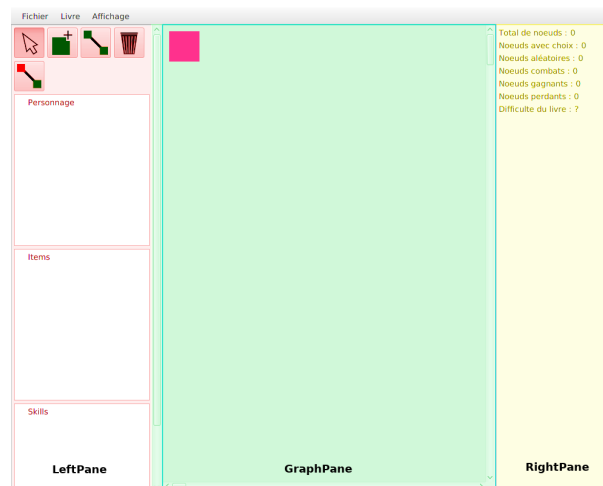 Fichier Livre Affichage
Personnage
Items
Skills
LeftPane
GraphPane
Total de noeuds : 0
Noeuds avec choix : 0
Noeuds aléatoires : 0
Noeuds combats : 0
Noeuds gagnants : 0
Noeuds perdants : 0
Difficulte du livre : ?
RightPane